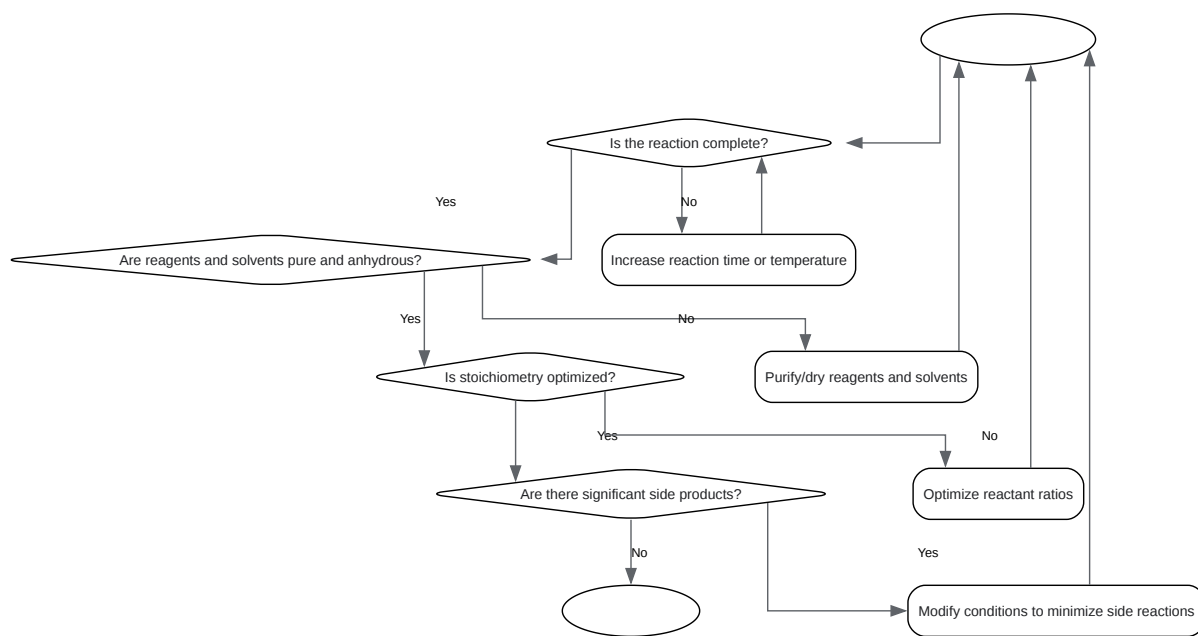 Is the reaction complete?
Yes
No
Are reagents and solvents pure and anhydrous?
Increase reaction time or temperature
Yes
No
Is stoichiometry optimized?
Purify/dry reagents and solvents
Yes
No
Are there significant side products?
Optimize reactant ratios
No
Yes
Modify conditions to minimize side reactions